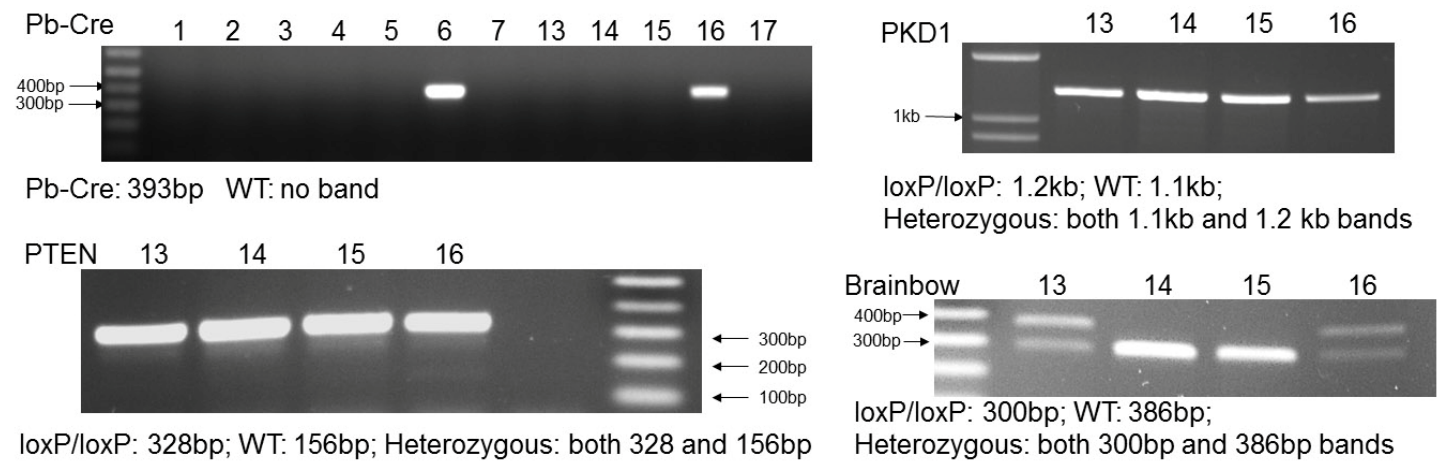 Pb-Cre 1 2 3 4 5 6 7 13 14 15 16 17
400bp
300bp
Pb-Cre: 393bp WT: no band
PKD1 13 14 15 16
1kb
loxP/loxP: 1.2kb; WT: 1.1kb;
Heterozygous: both 1.1kb and 1.2 kb bands
PTEN 13 14 15 16
300bp
200bp
100bp
loxP/loxP: 328bp; WT: 156bp; Heterozygous: both 328 and 156bp
Brainbow 13 14 15 16
400bp
300bp
loxP/loxP: 300bp; WT: 386bp;
Heterozygous: both 300bp and 386bp bands